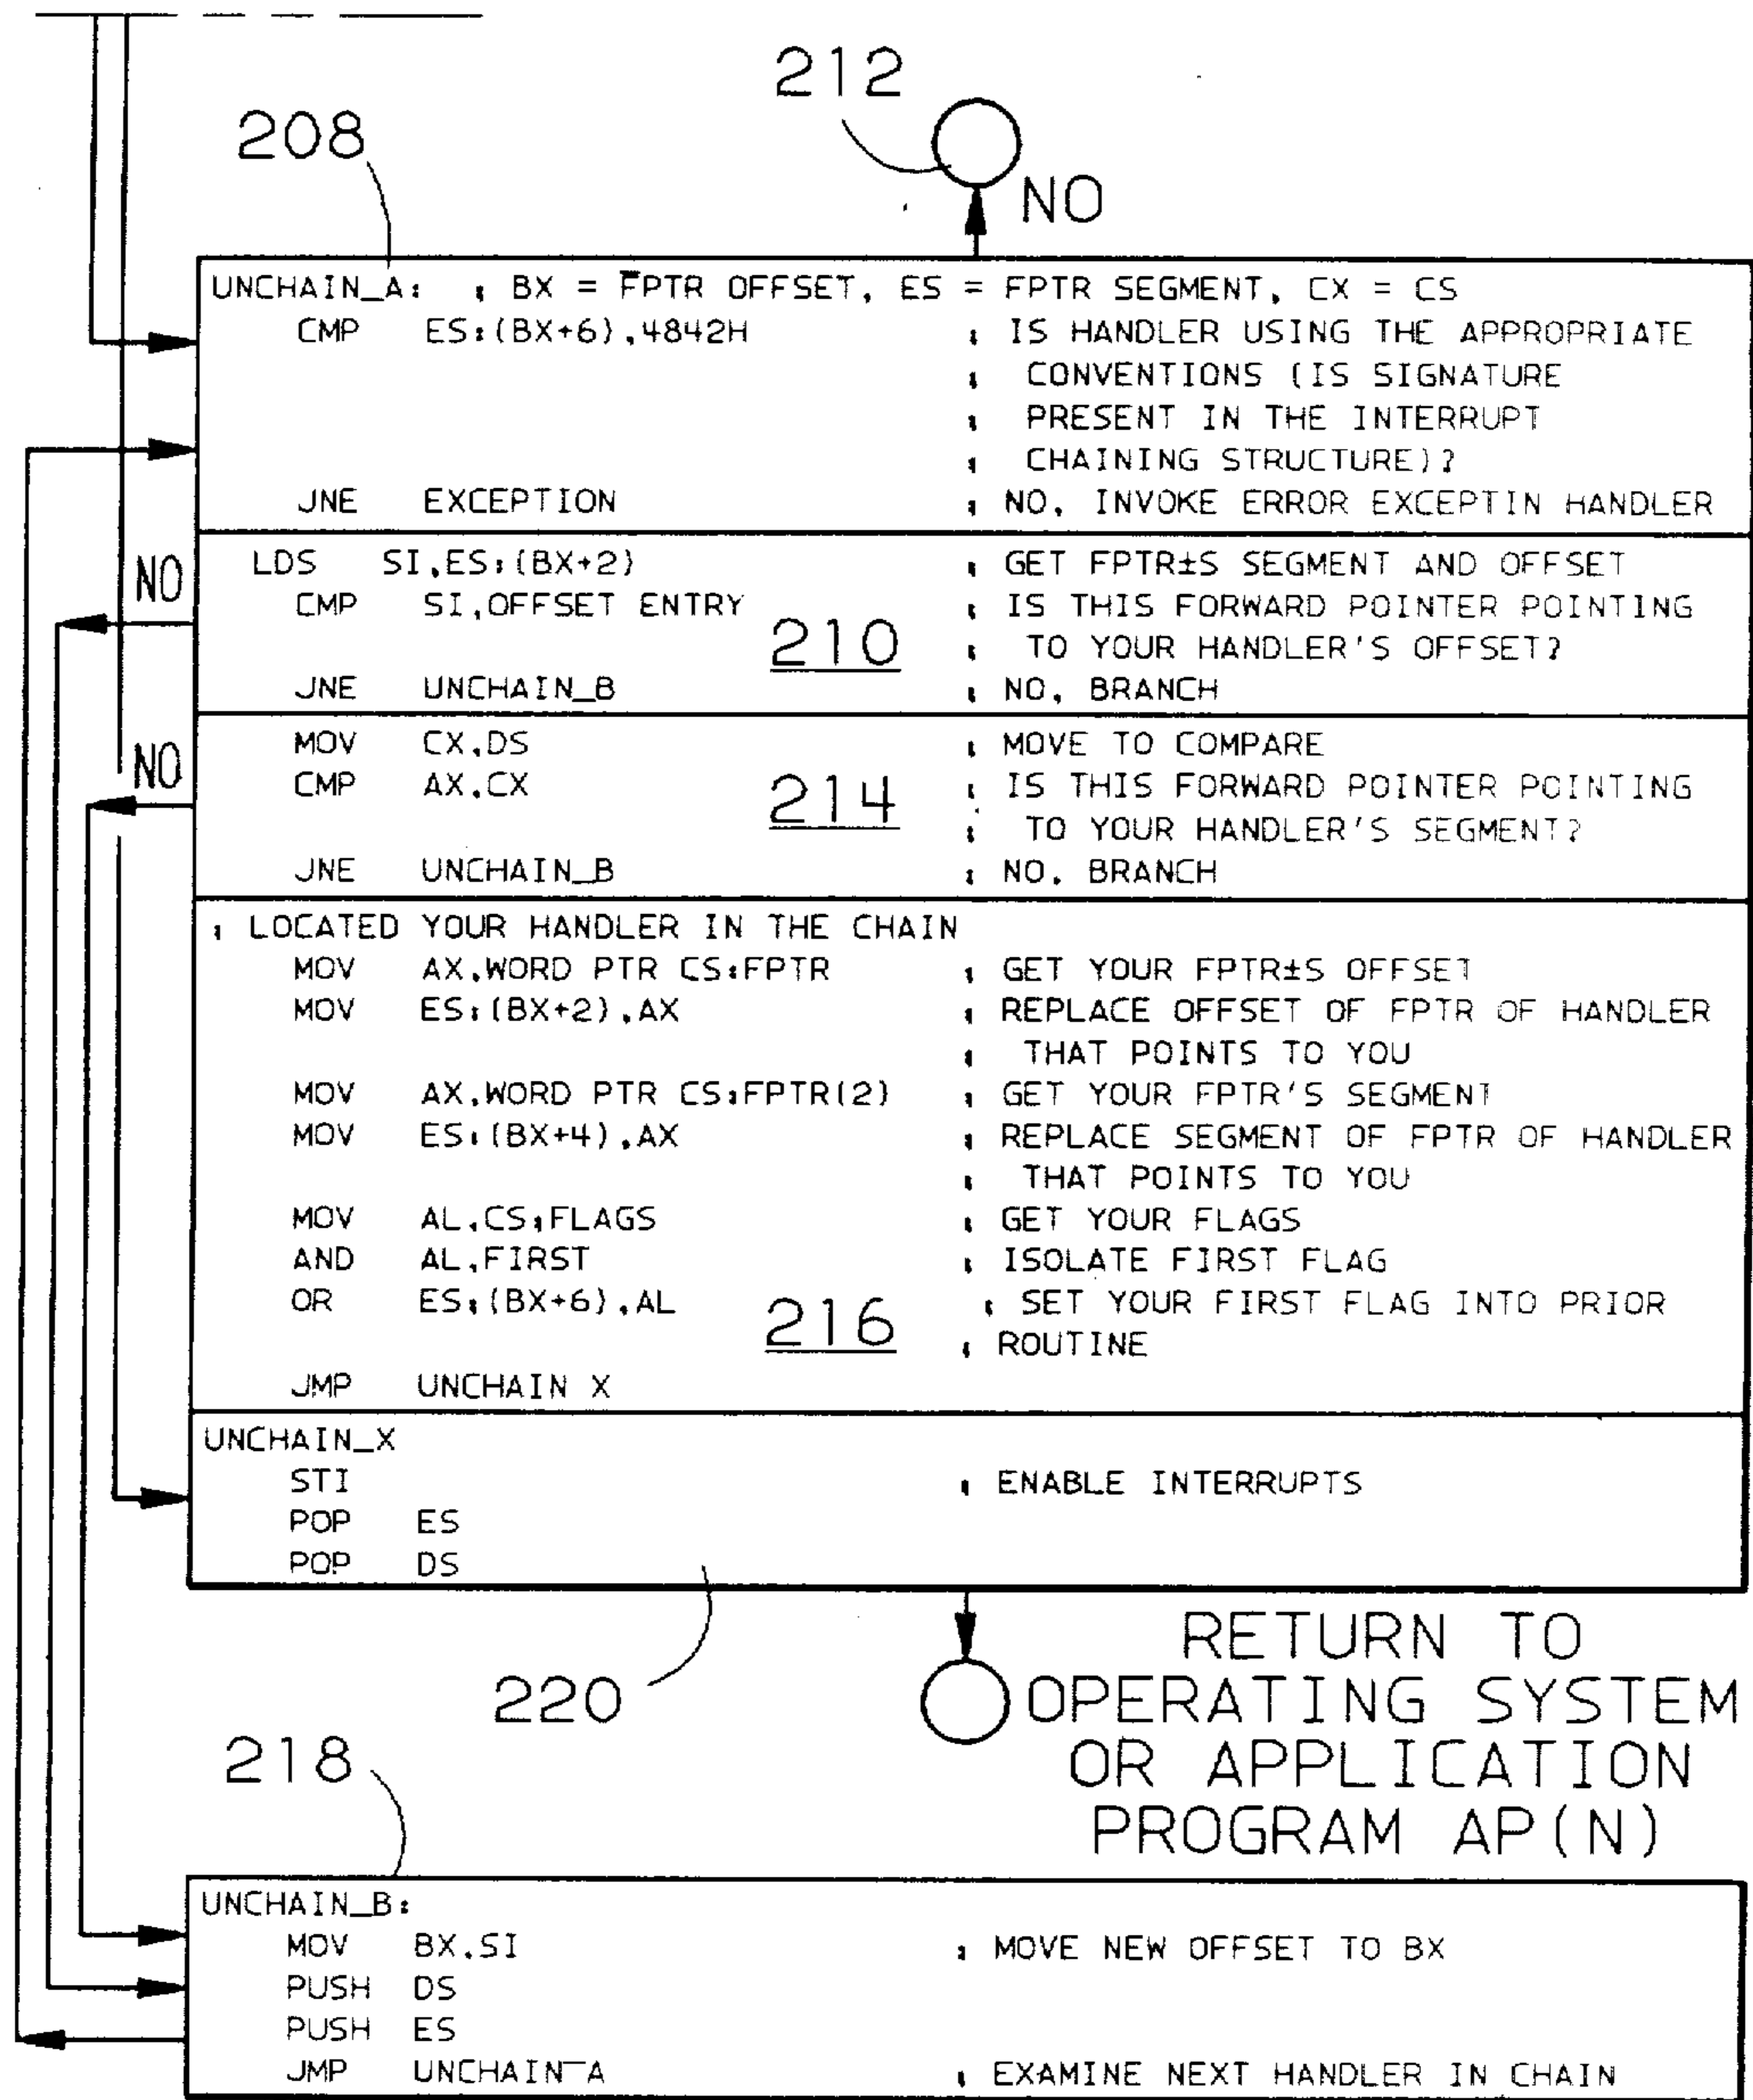 212
208
NO
UNCHAIN_A: ; BX = FPTR OFFSET, ES = FPTR SEGMENT, CX = CS
CMP ES:(BX+6),4842H ; IS HANDLER USING THE APPROPRIATE
; CONVENTIONS (IS SIGNATURE
; PRESENT IN THE INTERRUPT
; CHAINING STRUCTURE)?
JNE EXCEPTION ; NO, INVOKE ERROR EXCEPTIN HANDLER
NO
LDS SI,ES:(BX+2) ; GET FPTR±S SEGMENT AND OFFSET
CMP SI,OFFSET ENTRY ; IS THIS FORWARD POINTER POINTING
210 ; TO YOUR HANDLER'S OFFSET?
JNE UNCHAIN_B ; NO, BRANCH
NO
MOV CX,DS ; MOVE TO COMPARE
CMP AX,CX ; IS THIS FORWARD POINTER POINTING
214 ; TO YOUR HANDLER'S SEGMENT?
JNE UNCHAIN_B ; NO, BRANCH
; LOCATED YOUR HANDLER IN THE CHAIN
MOV AX,WORD PTR CS:FPTR ; GET YOUR FPTR±S OFFSET
MOV ES:(BX+2),AX ; REPLACE OFFSET OF FPTR OF HANDLER
; THAT POINTS TO YOU
MOV AX,WORD PTR CS:FPTR(2) ; GET YOUR FPTR'S SEGMENT
MOV ES:(BX+4),AX ; REPLACE SEGMENT OF FPTR OF HANDLER
; THAT POINTS TO YOU
MOV AL,CS:FLAGS ; GET YOUR FLAGS
AND AL,FIRST ; ISOLATE FIRST FLAG
OR ES:(BX+6),AL ; SET YOUR FIRST FLAG INTO PRIOR
216 ; ROUTINE
JMP UNCHAIN X
UNCHAIN_X
STI ; ENABLE INTERRUPTS
POP ES
POP DS
220
RETURN TO
OPERATING SYSTEM
OR APPLICATION
PROGRAM AP(N)
218
UNCHAIN_B:
MOV BX,SI ; MOVE NEW OFFSET TO BX
PUSH DS
PUSH ES
JMP UNCHAIN_A ; EXAMINE NEXT HANDLER IN CHAIN